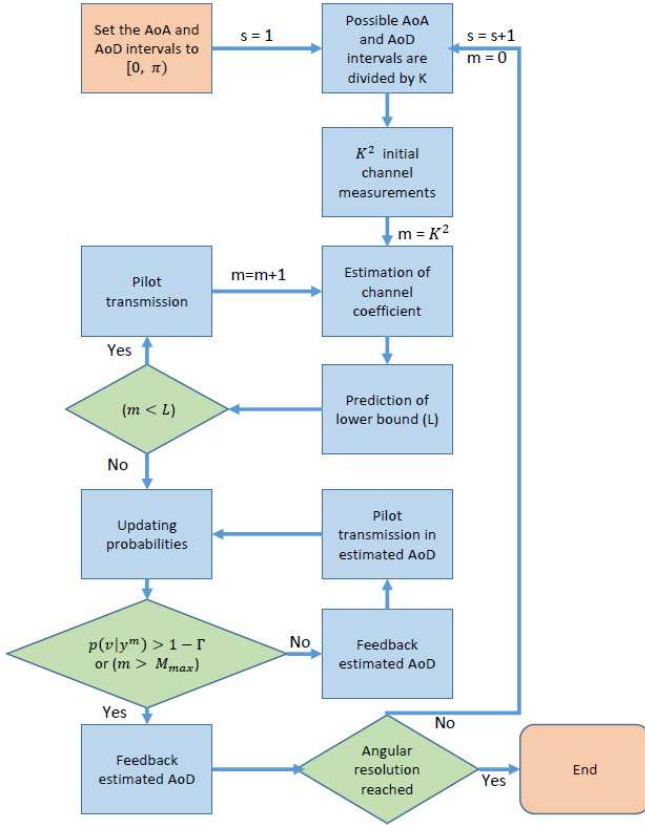 Set the AoA and
AoD intervals to
[0, π)
s = 1
Possible AoA
and AoD
intervals are
divided by K
s = s+1
m = 0
K² initial
channel
measurements
m = K²
Pilot
transmission
m=m+1
Estimation of
channel
coefficient
Yes
(m < L)
Prediction of
lower bound (L)
No
Updating
probabilities
Pilot
transmission in
estimated AoD
p(v|yᵐ) > 1 − Γ
or (m > M_max)
No
Feedback
estimated AoD
Yes
No
Feedback
estimated AoD
Angular
resolution
reached
Yes
End